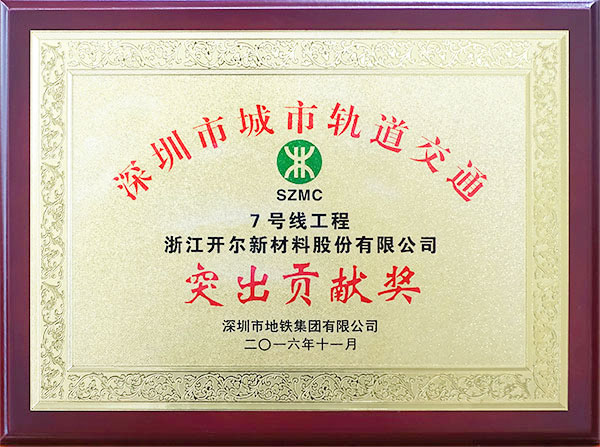 深圳市城市轨道交通
SZMC
7号线工程
浙江开尔新材料股份有限公司
突出贡献奖
深圳市地铁集团有限公司
二〇一六年十一月